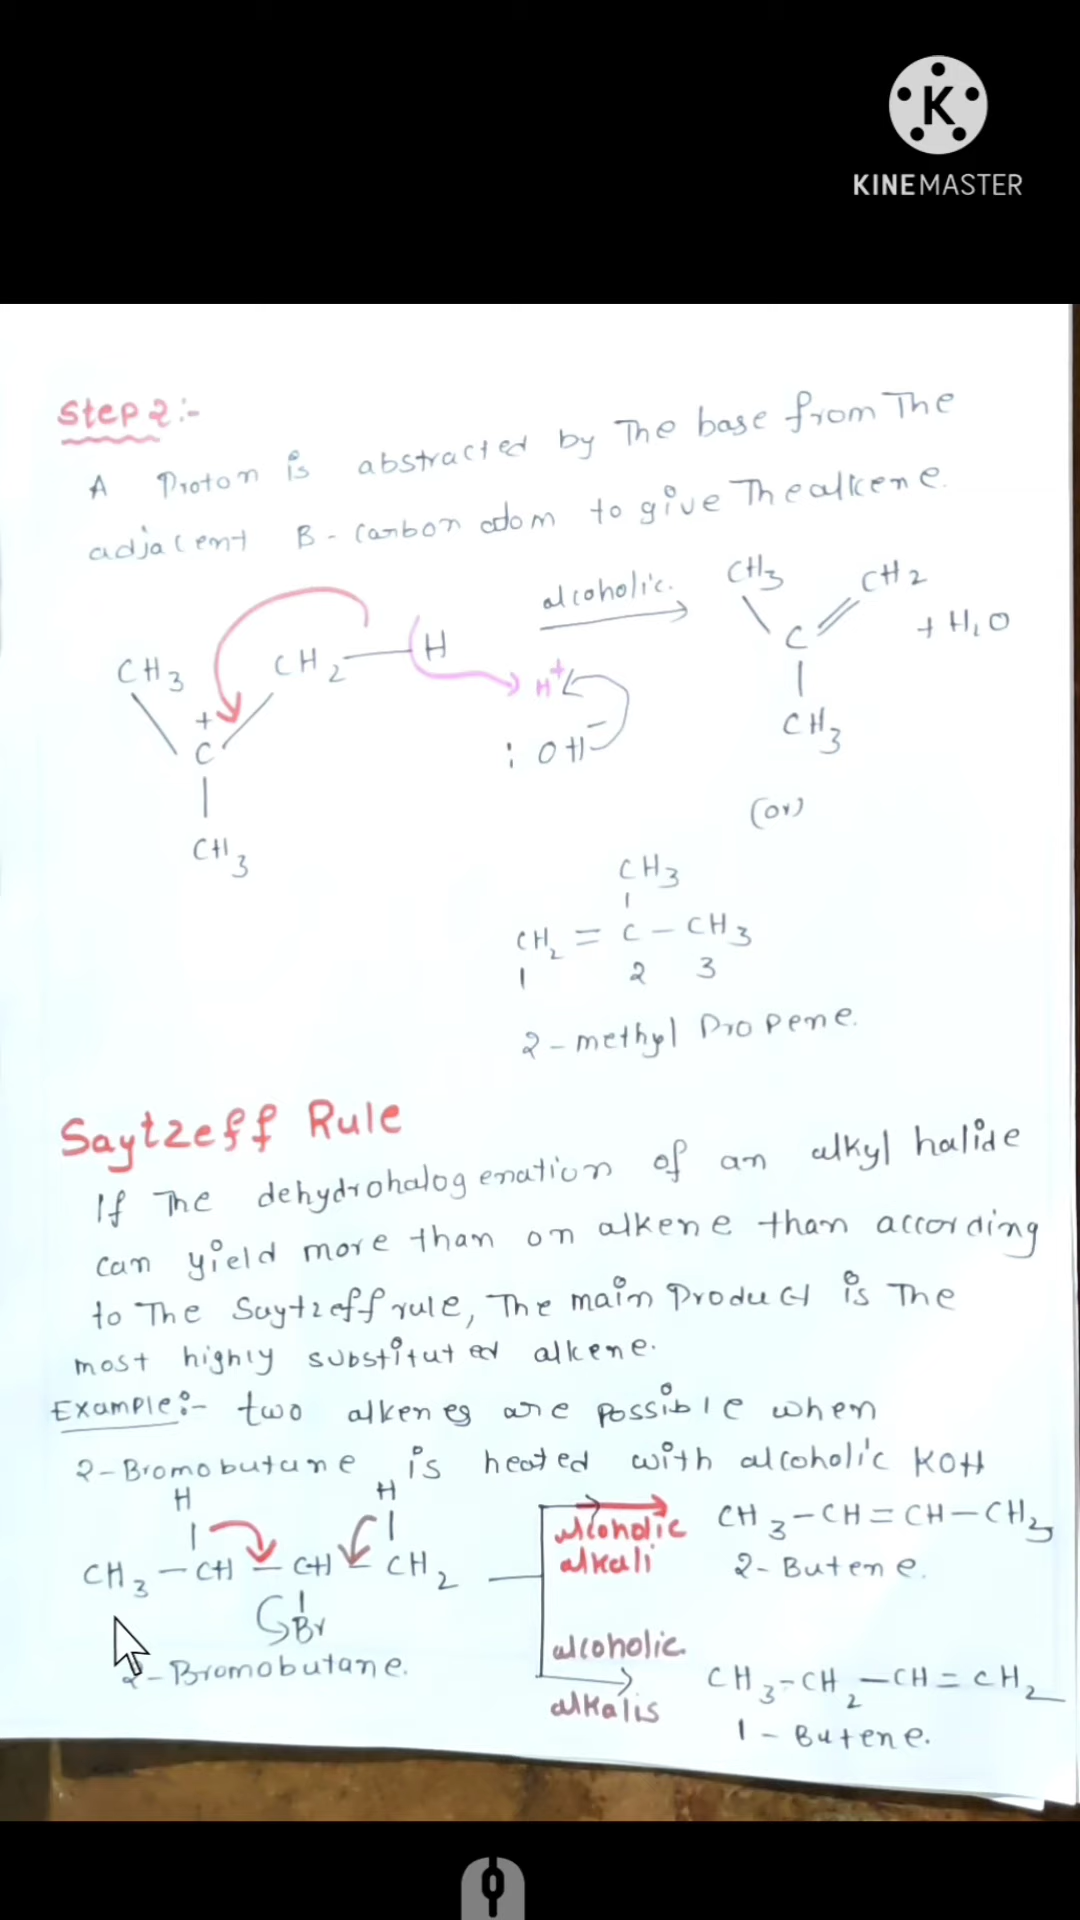 K
KINEMASTER
Step 2:-
A Proton is abstracted by The base from The
adjacent B - carbon atom to give The alkene.
CH3 CH2 — H
+
C
CH3
alcoholic.
H+
: OH−
CH3 CH2
C
CH3
+ H2O
(or)
CH3
CH2 = C — CH3
1 2 3
2 - methyl Propene.
Saytzeff Rule
If The dehydrohalogenation of an alkyl halide
can yield more than on alkene than according
to The Saytzeff rule, The main Product is The
most highly substituted alkene.
Example:- two alkenes are possible when
2-Bromobutane is heated with alcoholic KOH
H H
CH3 — CH — CH — CH2
Br
2-Bromobutane.
alcoholic
alkali
CH3 — CH = CH — CH3
2- Butene.
alcoholic
alkalis
CH3 - CH2 — CH = CH2
1 - Butene.